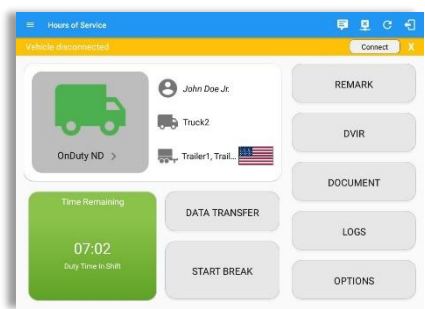 Hours of Service
Vehicle disconnected
Connect X
John Doe Jr.
Truck2
Trailer1, Trail...
OnDuty ND >
Time Remaining
07:02
Duty Time In Shift
DATA TRANSFER
START BREAK
REMARK
DVIR
DOCUMENT
LOGS
OPTIONS